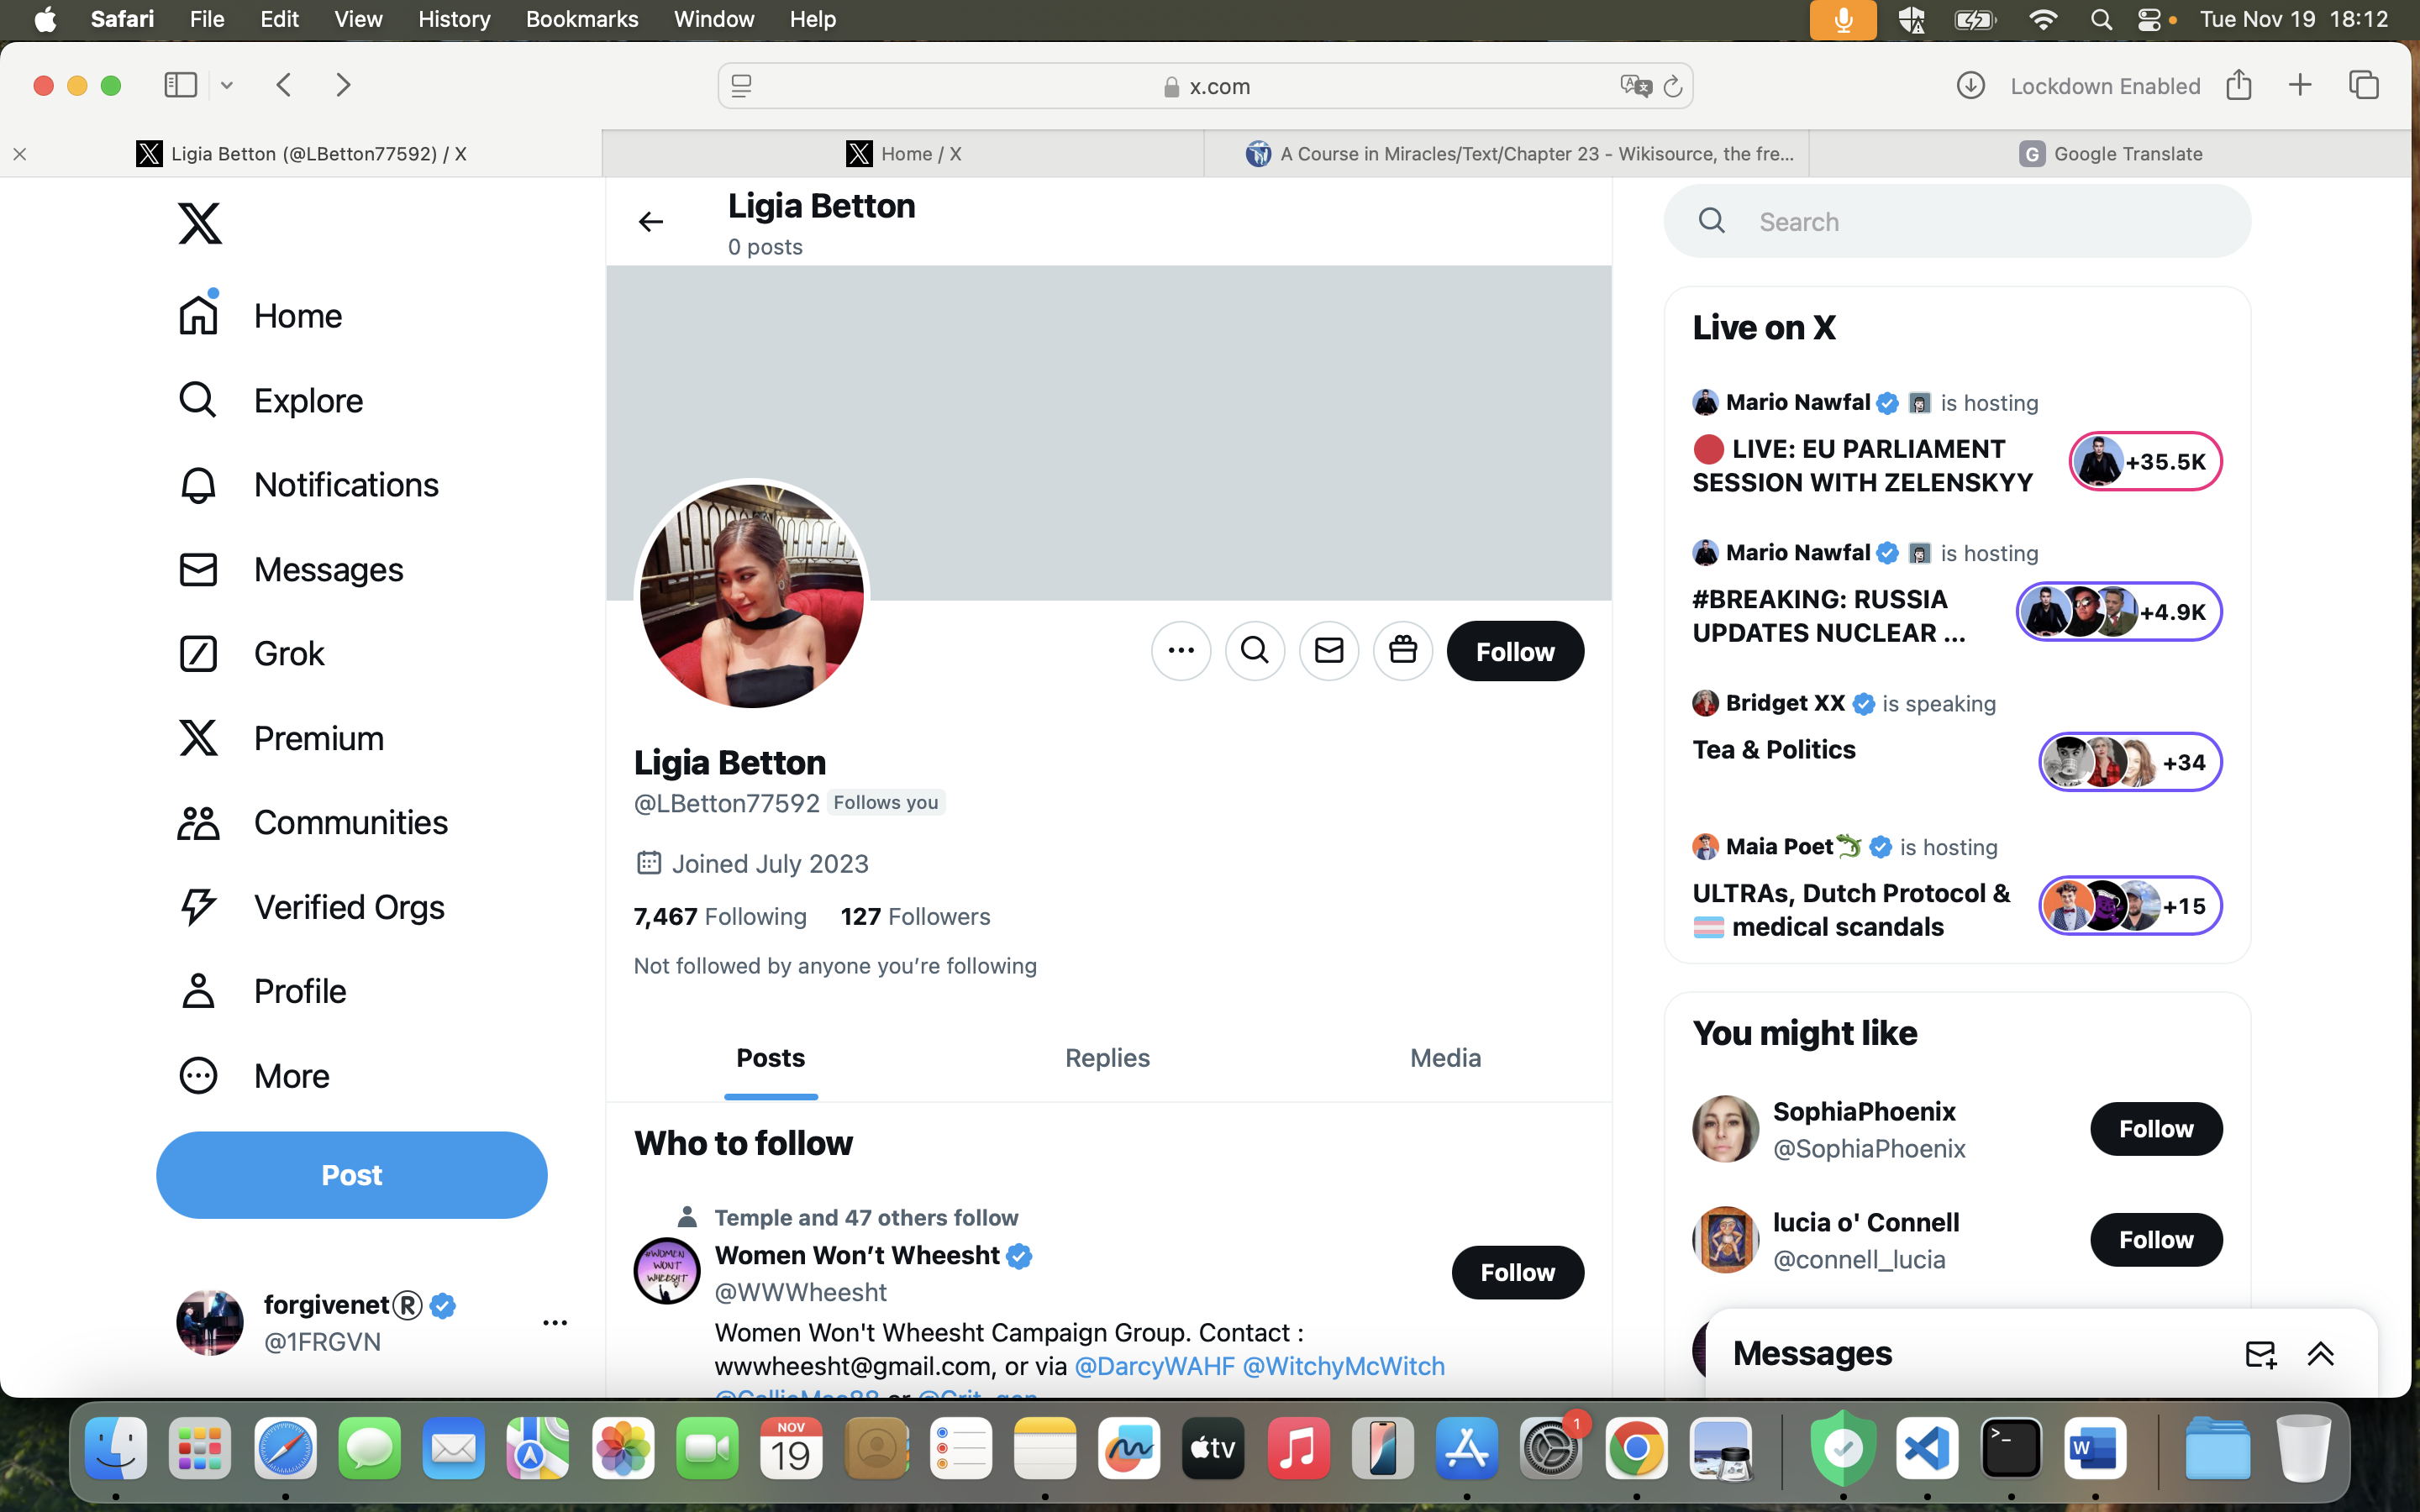 Safari File Edit View History Bookmarks Window Help
Tue Nov 19 18:12
x.com
Lockdown Enabled
Ligia Betton (@LBetton77592) / X
Home / X
A Course in Miracles/Text/Chapter 23 - Wikisource, the fre...
G Google Translate
Home
Explore
Notifications
Messages
Grok
Premium
Communities
Verified Orgs
Profile
More
Post
forgivenet®
@1FRGVN
Ligia Betton
0 posts
Follow
Ligia Betton
@LBetton77592 Follows you
Joined July 2023
7,467 Following 127 Followers
Not followed by anyone you’re following
Posts Replies Media
Who to follow
Temple and 47 others follow
Women Won’t Wheesht
@WWWheesht
Follow
Women Won't Wheesht Campaign Group. Contact :
wwwheesht@gmail.com, or via @DarcyWAHF @WitchyMcWitch
#WOMEN
WONT
WHEESHT
Search
Live on X
Mario Nawfal is hosting
LIVE: EU PARLIAMENT
SESSION WITH ZELENSKYY
+35.5K
Mario Nawfal is hosting
#BREAKING: RUSSIA
UPDATES NUCLEAR ...
+4.9K
Bridget XX is speaking
Tea & Politics
+34
Maia Poet🦎 is hosting
ULTRAs, Dutch Protocol &
🏳️‍⚧️ medical scandals
+15
You might like
SophiaPhoenix
@SophiaPhoenix
Follow
lucia o' Connell
@connell_lucia
Follow
Messages
NOV
19
tv
1
>_
W